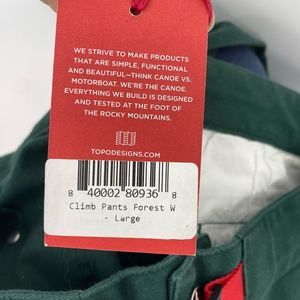 WE STRIVE TO MAKE PRODUCTS
THAT ARE SIMPLE, FUNCTIONAL
AND BEAUTIFUL—THINK CANOE VS.
MOTORBOAT. WE'RE THE CANOE.
EVERYTHING WE BUILD IS DESIGNED
AND TESTED AT THE FOOT OF
THE ROCKY MOUNTAINS.
TOPODESIGNS.COM
8 40002 80936 8
Climb Pants Forest W
- Large